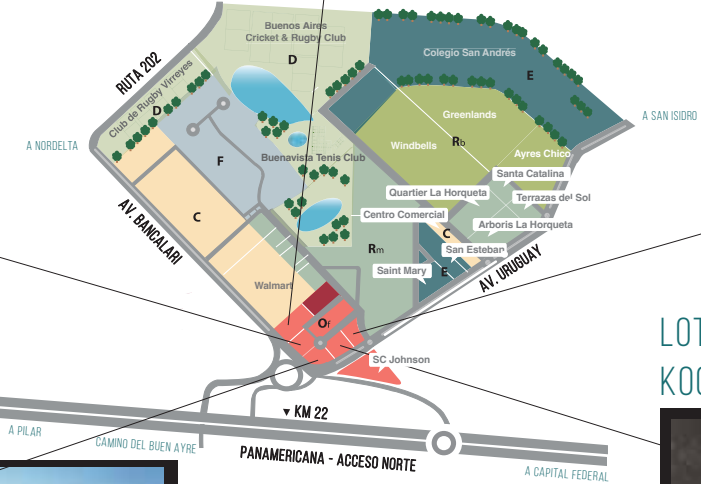 Buenos Aires
Cricket & Rugby Club
D
Colegio San Andrés
E
RUTA 202
Club de Rugby Virreyes
D
A SAN ISIDRO
A NORDELTA
Greenlands
Windbells
Rb
Ayres Chico
F
Buenavista Tenis Club
Santa Catalina
Quartier La Horqueta
Terrazas del Sol
AV. BANCALARI
C
Centro Comercial
Arboris La Horqueta
C
Rm
San Esteban
AV. URUGUAY
Saint Mary
E
Walmart
Of
LOT
KOO
SC Johnson
KM 22
A PILAR
CAMINO DEL BUEN AYRE
PANAMERICANA - ACCESO NORTE
A CAPITAL FEDERAL